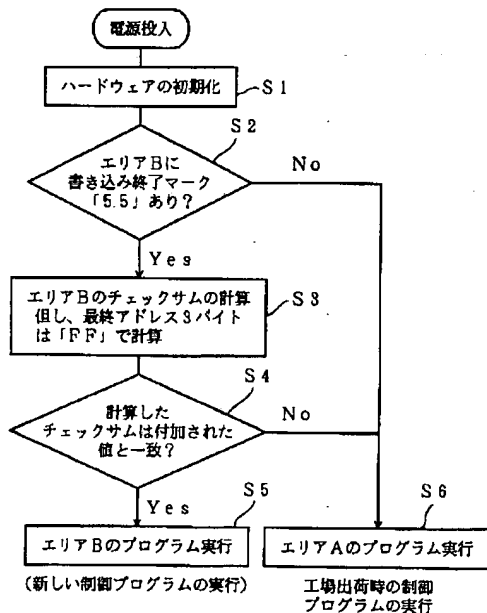 電源投入
ハードウェアの初期化
S1
S2
エリアBに
書き込み終了マーク
「5.5」あり?
No
Yes
エリアBのチェックサムの計算
但し、最終アドレス3バイト
は「FF」で計算
S3
S4
計算した
チェックサムは付加された
値と一致?
No
Yes
S5
エリアBのプログラム実行
(新しい制御プログラムの実行)
S6
エリアAのプログラム実行
工場出荷時の制御
プログラムの実行